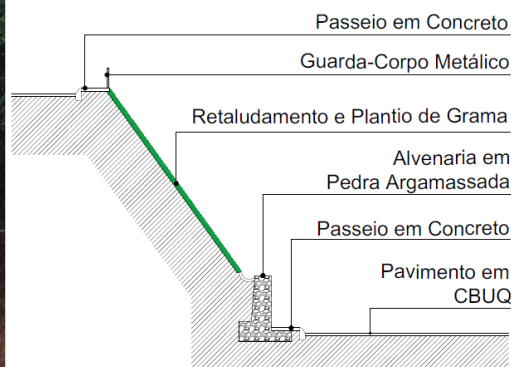 Passeio em Concreto
Guarda-Corpo Metálico
Retaludamento e Plantio de Grama
Alvenaria em
Pedra Argamassada
Passeio em Concreto
Pavimento em
CBUQ